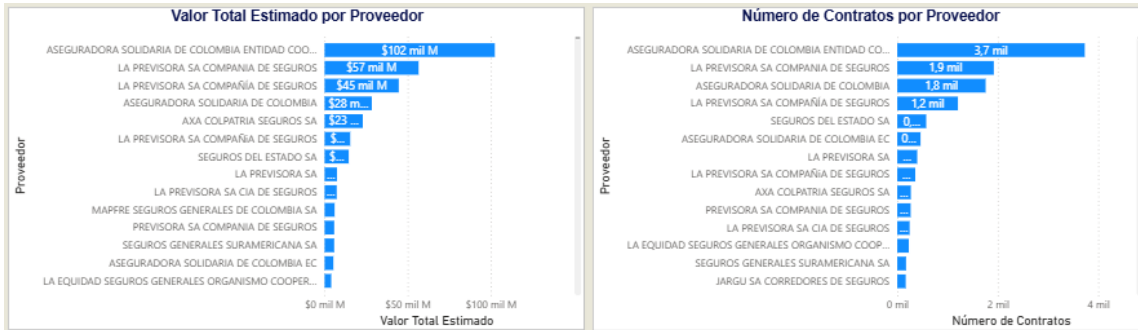 Valor Total Estimado por Proveedor
Proveedor
ASEGURADORA SOLIDARIA DE COLOMBIA ENTIDAD COO... $102 mil M
LA PREVISORA SA COMPANIA DE SEGUROS $57 mil M
LA PREVISORA SA COMPAÑÍA DE SEGUROS $45 mil M
ASEGURADORA SOLIDARIA DE COLOMBIA $28 m...
AXA COLPATRIA SEGUROS SA $23 ...
LA PREVISORA SA COMPAÑiA DE SEGUROS $...
SEGUROS DEL ESTADO SA $...
LA PREVISORA SA ...
LA PREVISORA SA CIA DE SEGUROS ...
MAPFRE SEGUROS GENERALES DE COLOMBIA SA
PREVISORA SA COMPANIA DE SEGUROS
SEGUROS GENERALES SURAMERICANA SA
ASEGURADORA SOLIDARIA DE COLOMBIA EC
LA EQUIDAD SEGUROS GENERALES ORGANISMO COOPER...
$0 mil M $50 mil M $100 mil M
Valor Total Estimado
Número de Contratos por Proveedor
Proveedor
ASEGURADORA SOLIDARIA DE COLOMBIA ENTIDAD CO... 3,7 mil
LA PREVISORA SA COMPANIA DE SEGUROS 1,9 mil
ASEGURADORA SOLIDARIA DE COLOMBIA 1,8 mil
LA PREVISORA SA COMPAÑÍA DE SEGUROS 1,2 mil
SEGUROS DEL ESTADO SA 0,...
ASEGURADORA SOLIDARIA DE COLOMBIA EC 0...
LA PREVISORA SA ...
LA PREVISORA SA COMPAÑiA DE SEGUROS ...
AXA COLPATRIA SEGUROS SA ...
PREVISORA SA COMPANIA DE SEGUROS ...
LA PREVISORA SA CIA DE SEGUROS ...
LA EQUIDAD SEGUROS GENERALES ORGANISMO COOP...
SEGUROS GENERALES SURAMERICANA SA
JARGU SA CORREDORES DE SEGUROS
0 mil 2 mil 4 mil
Número de Contratos